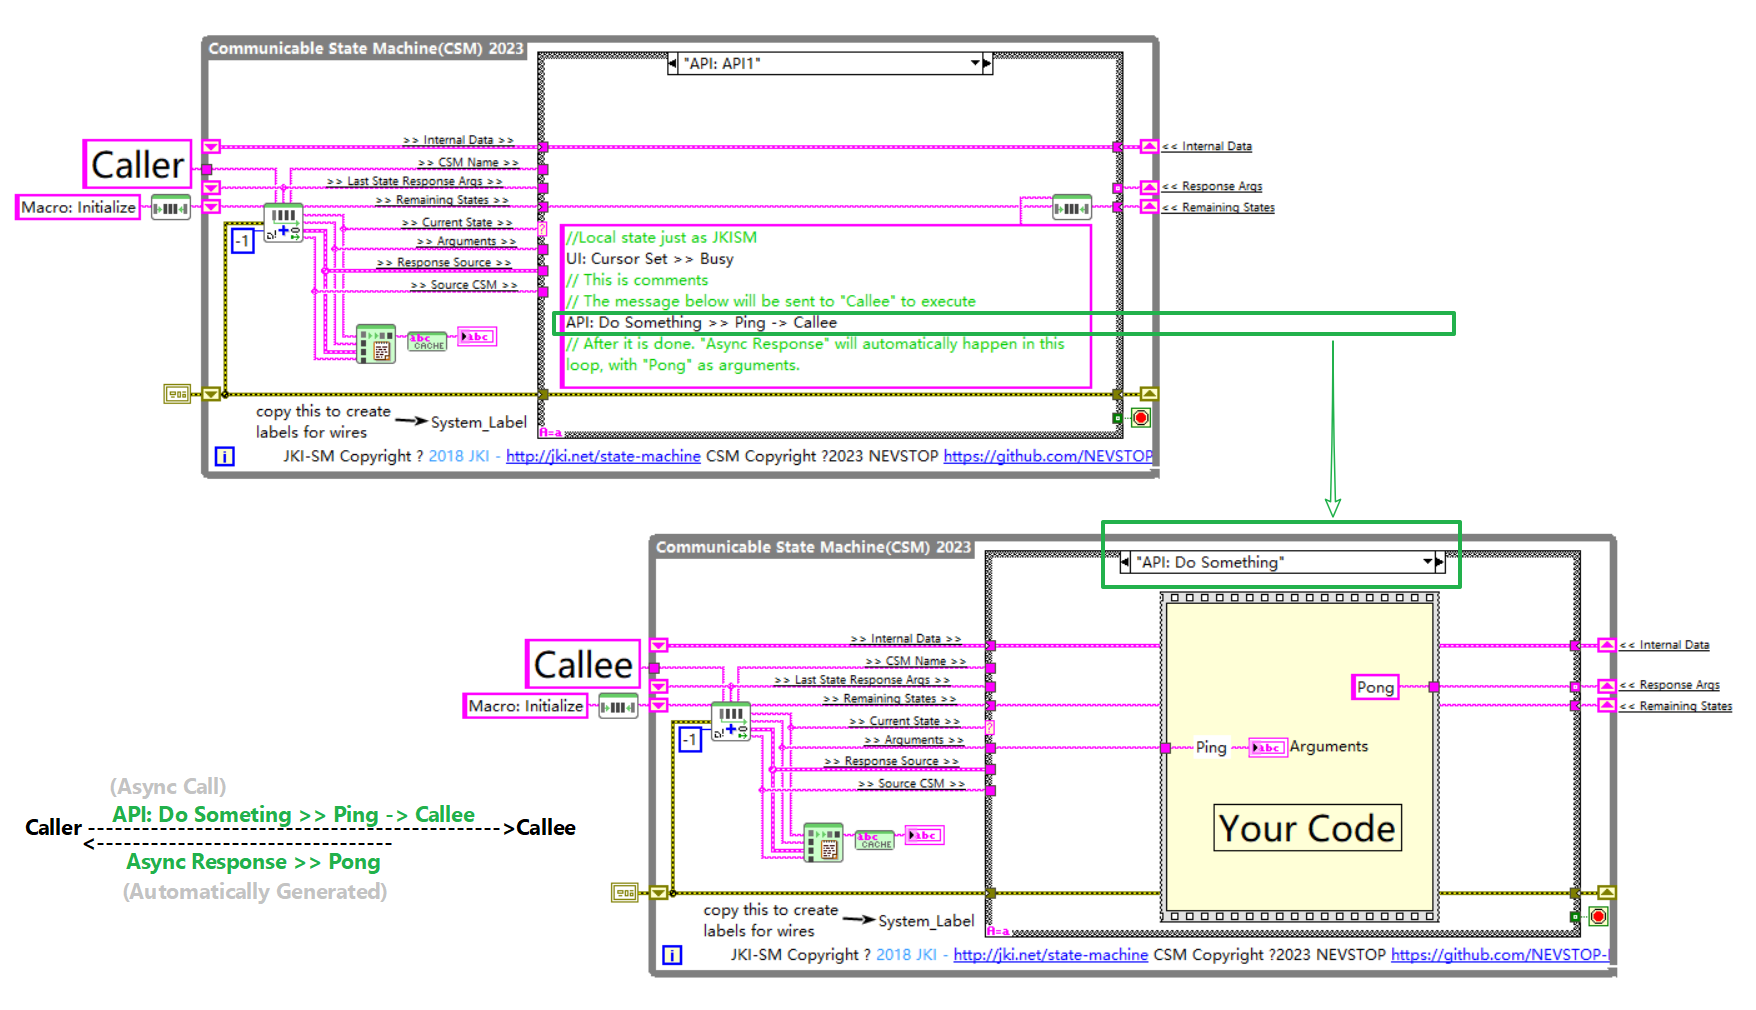 Communicable State Machine(CSM) 2023
"API: API1"
>> Internal Data >>
<< Internal Data
Caller
>> CSM Name >>
>> Last State Response Args >>
<< Response Args
Macro: Initialize
>> Remaining States >>
<< Remaining States
>> Current State >>
-1
>> Arguments >>
>> Response Source >>
>> Source CSM >>
//Local state just as JKISM
UI: Cursor Set >> Busy
// This is comments
// The message below will be sent to "Callee" to execute
API: Do Something >> Ping -> Callee
// After it is done. "Async Response" will automatically happen in this
loop, with "Pong" as arguments.
abc
CACHE
abc
copy this to create
labels for wires
System_Label
A=a
i
JKI-SM Copyright ? 2018 JKI - http://jki.net/state-machine CSM Copyright ?2023 NEVSTOP https://github.com/NEVSTOP
Communicable State Machine(CSM) 2023
"API: Do Something"
>> Internal Data >>
<< Internal Data
Callee
>> CSM Name >>
>> Last State Response Args >>
Pong
<< Response Args
Macro: Initialize
>> Remaining States >>
<< Remaining States
>> Current State >>
-1
>> Arguments >>
Ping
abc
Arguments
>> Response Source >>
>> Source CSM >>
Your Code
abc
CACHE
abc
copy this to create
labels for wires
System_Label
A=a
i
JKI-SM Copyright ? 2018 JKI - http://jki.net/state-machine CSM Copyright ?2023 NEVSTOP https://github.com/NEVSTOP-
(Async Call)
API: Do Someting >> Ping -> Callee
Caller ----------------------------------------------->Callee
<---------------------------------
Async Response >> Pong
(Automatically Generated)